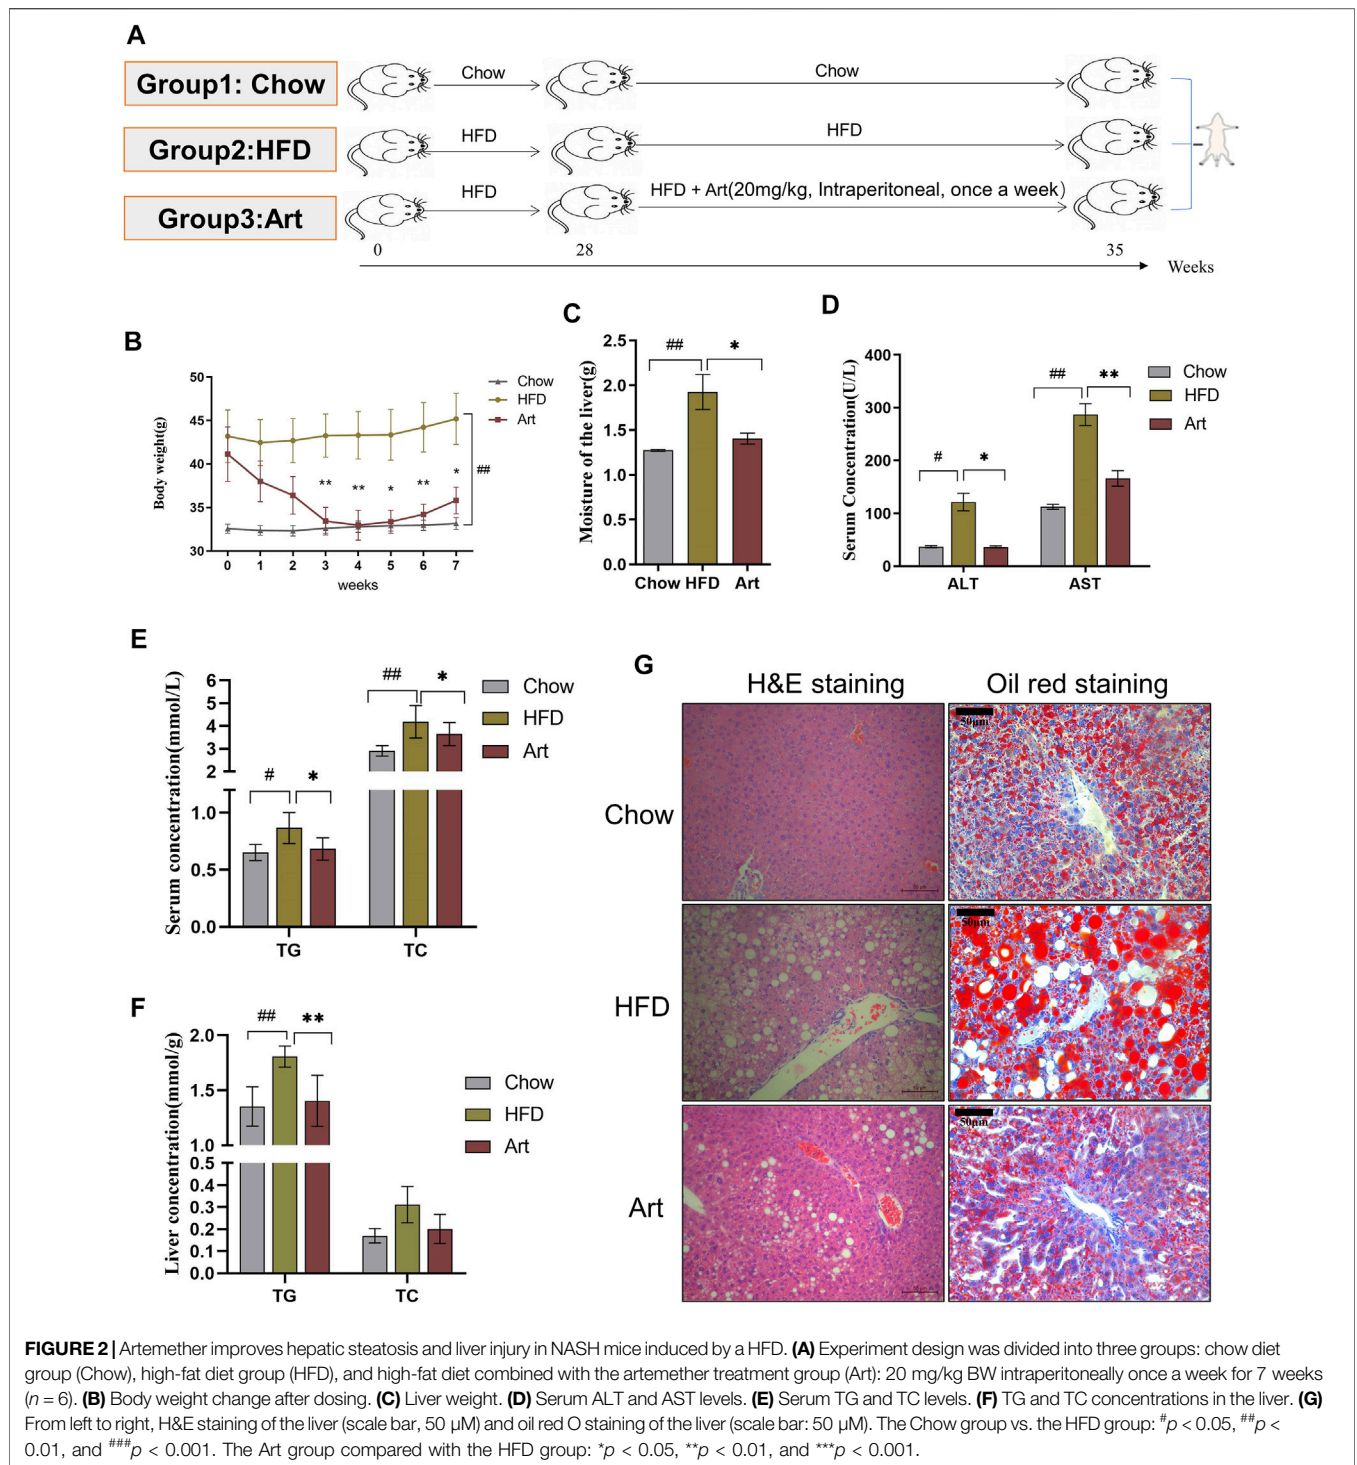 A
Group1: Chow
Chow
Chow
Group2:HFD
HFD
HFD
Group3:Art
HFD
HFD + Art(20mg/kg, Intraperitoneal, once a week)
0
28
35
Weeks
B
Body weight(g)
50
45
40
35
30
0 1 2 3 4 5 6 7
weeks
Chow
HFD
Art
** ** * ** *
##
C
Moisture of the liver(g)
2.5
2.0
1.5
1.0
0.5
0.0
## *
Chow HFD Art
D
Serum Concentration(U/L)
400
300
200
100
0
# *
## **
ALT AST
Chow
HFD
Art
E
Serum concentration(mmol/L)
6
5
4
3
2
1.0
0.5
0.0
# *
## *
TG TC
Chow
HFD
Art
F
Liver concentration(mmol/g)
2.0
1.5
1.0
0.5
0.4
0.3
0.2
0.1
0.0
## **
TG TC
Chow
HFD
Art
G
H&E staining Oil red staining
Chow
50μm
HFD
50μm
Art
50μm
FIGURE 2 | Artemether improves hepatic steatosis and liver injury in NASH mice induced by a HFD. (A) Experiment design was divided into three groups: chow diet
group (Chow), high-fat diet group (HFD), and high-fat diet combined with the artemether treatment group (Art): 20 mg/kg BW intraperitoneally once a week for 7 weeks
(n = 6). (B) Body weight change after dosing. (C) Liver weight. (D) Serum ALT and AST levels. (E) Serum TG and TC levels. (F) TG and TC concentrations in the liver. (G)
From left to right, H&E staining of the liver (scale bar, 50 μM) and oil red O staining of the liver (scale bar: 50 μM). The Chow group vs. the HFD group: #p < 0.05, ##p <
0.01, and ###p < 0.001. The Art group compared with the HFD group: *p < 0.05, **p < 0.01, and ***p < 0.001.